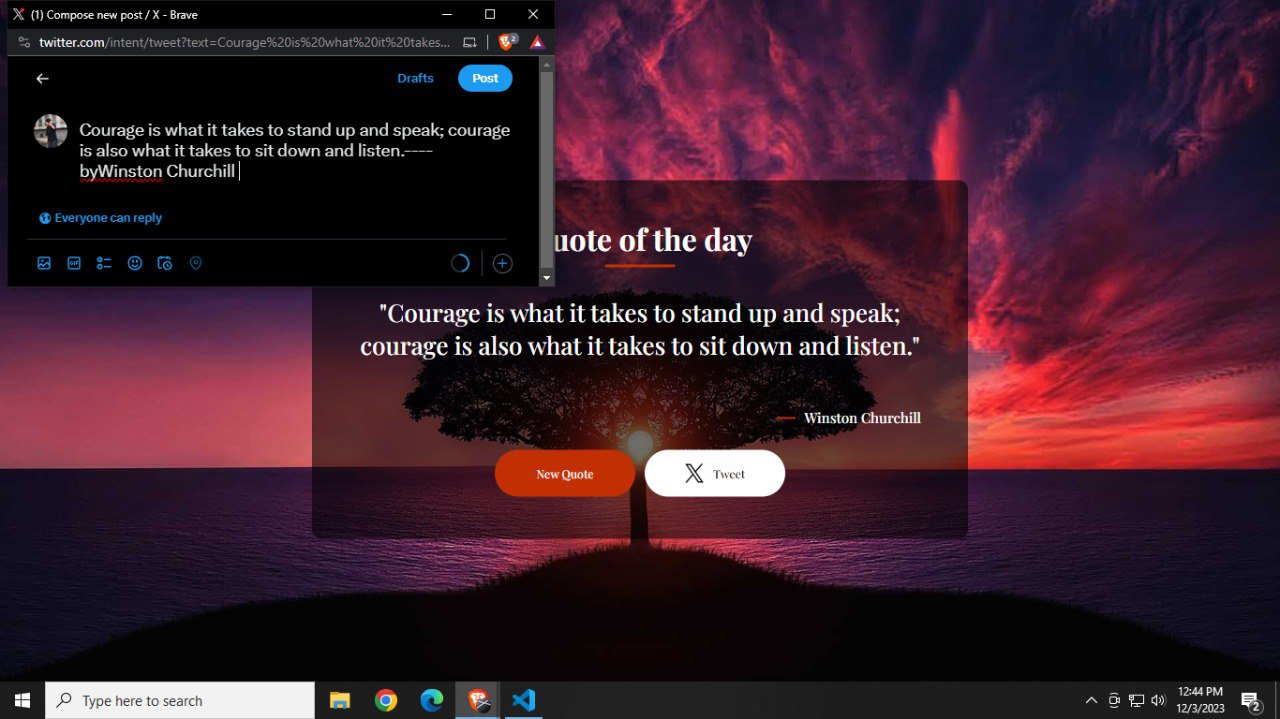 (1) Compose new post / X - Brave
twitter.com/intent/tweet?text=Courage%20is%20what%20it%20takes...
2
Drafts
Post
Courage is what it takes to stand up and speak; courage
is also what it takes to sit down and listen.----
byWinston Churchill
Everyone can reply
GIF
uote of the day
"Courage is what it takes to stand up and speak;
courage is also what it takes to sit down and listen."
Winston Churchill
New Quote
Tweet
Type here to search
12:44 PM
12/3/2023
2